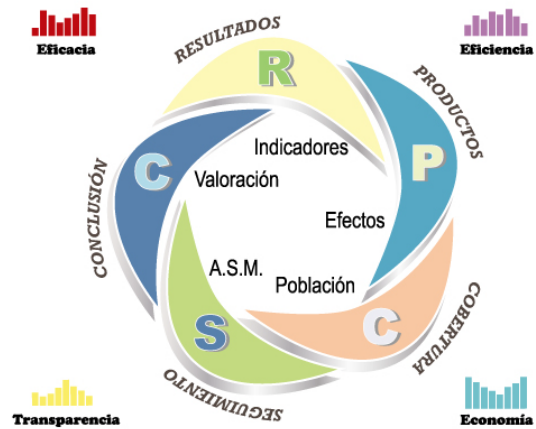 Eficacia
Eficiencia
RESULTADOS
R
PRODUCTOS
P
Indicadores
C
Valoración
CONCLUSIÓN
Efectos
A.S.M.
Población
S
C
COBERTURA
SEGUIMIENTO
Transparencia
Economía